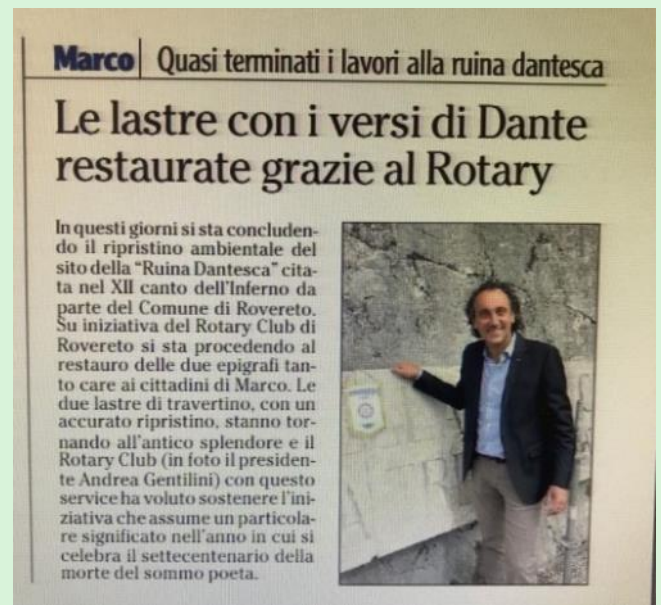 Marco | Quasi terminati i lavori alla ruina dantesca
Le lastre con i versi di Dante
restaurate grazie al Rotary
In questi giorni si sta concluden-
do il ripristino ambientale del
sito della "Ruina Dantesca" cita-
ta nel XII canto dell'Inferno da
parte del Comune di Rovereto.
Su iniziativa del Rotary Club di
Rovereto si sta procedendo al
restauro delle due epigrafi tan-
to care ai cittadini di Marco. Le
due lastre di travertino, con un
accurato ripristino, stanno tor-
nando all'antico splendore e il
Rotary Club (in foto il presiden-
te Andrea Gentilini) con questo
service ha voluto sostenere l'ini-
ziativa che assume un particola-
re significato nell'anno in cui si
celebra il settecentenario della
morte del sommo poeta.